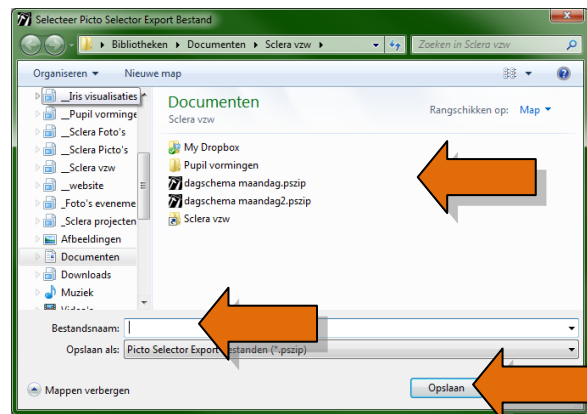 Selecteer Picto Selector Export Bestand
Bibliotheken Documenten Sclera vzw Zoeken in Sclera vzw
Organiseren Nieuwe map
__Iris visualisaties
__Pupil vorminge
__Sclera Foto's
__Sclera Picto's
__Sclera vzw
__website
_Foto's eveneme
_Sclera projecten
Afbeeldingen
Documenten
Downloads
Muziek
Documenten
Sclera vzw
Rangschikken op: Map
My Dropbox
Pupil vormingen
dagschema maandag.pszip
dagschema maandag2.pszip
Sclera vzw
Bestandsnaam:
Opslaan als: Picto Selector Export Bestanden (*.pszip)
Mappen verbergen
Opslaan